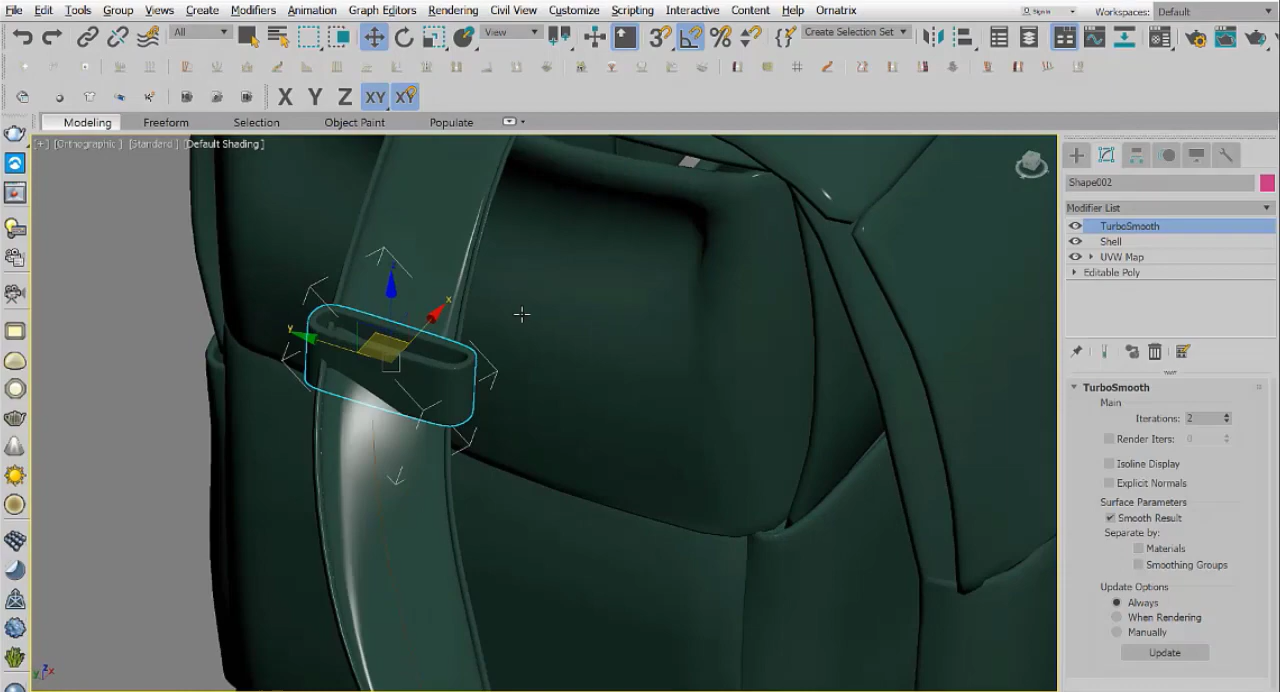 File Edit Tools Group Views Create Modifiers Animation Graph Editors Rendering Civil View Customize Scripting Interactive Content Help Ornatrix Sign In Workspaces: Default
All View Create Selection Set
X Y Z XY XY
Modeling Freeform Selection Object Paint Populate
[+] [Orthographic] [Standard] [Default Shading]
Shape002
Modifier List
TurboSmooth
Shell
UVW Map
Editable Poly
TurboSmooth
Main
Iterations: 2
Render Iters: 0
Isoline Display
Explicit Normals
Surface Parameters
Smooth Result
Separate by:
Materials
Smoothing Groups
Update Options
Always
When Rendering
Manually
Update
z
x
y